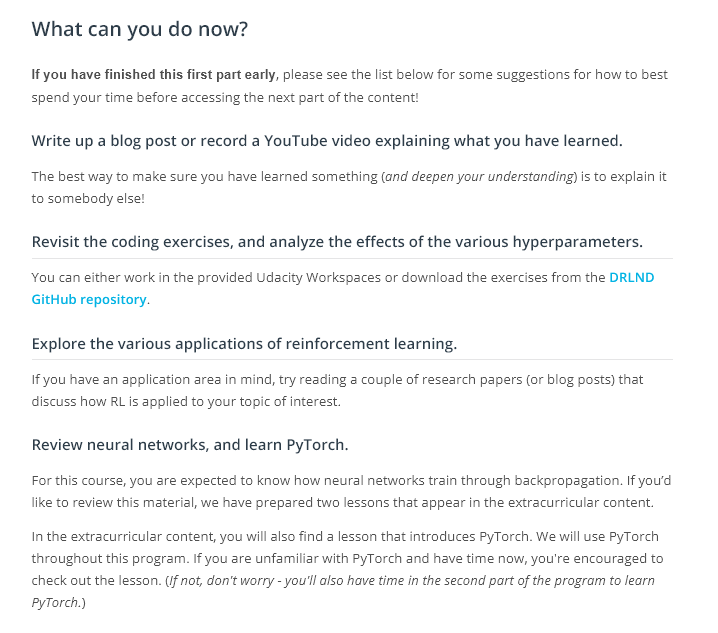 What can you do now?
If you have finished this first part early, please see the list below for some suggestions for how to best
spend your time before accessing the next part of the content!
Write up a blog post or record a YouTube video explaining what you have learned.
The best way to make sure you have learned something (and deepen your understanding) is to explain it
to somebody else!
Revisit the coding exercises, and analyze the effects of the various hyperparameters.
You can either work in the provided Udacity Workspaces or download the exercises from the DRLND
GitHub repository.
Explore the various applications of reinforcement learning.
If you have an application area in mind, try reading a couple of research papers (or blog posts) that
discuss how RL is applied to your topic of interest.
Review neural networks, and learn PyTorch.
For this course, you are expected to know how neural networks train through backpropagation. If you’d
like to review this material, we have prepared two lessons that appear in the extracurricular content.
In the extracurricular content, you will also find a lesson that introduces PyTorch. We will use PyTorch
throughout this program. If you are unfamiliar with PyTorch and have time now, you're encouraged to
check out the lesson. (If not, don't worry - you'll also have time in the second part of the program to learn
PyTorch.)